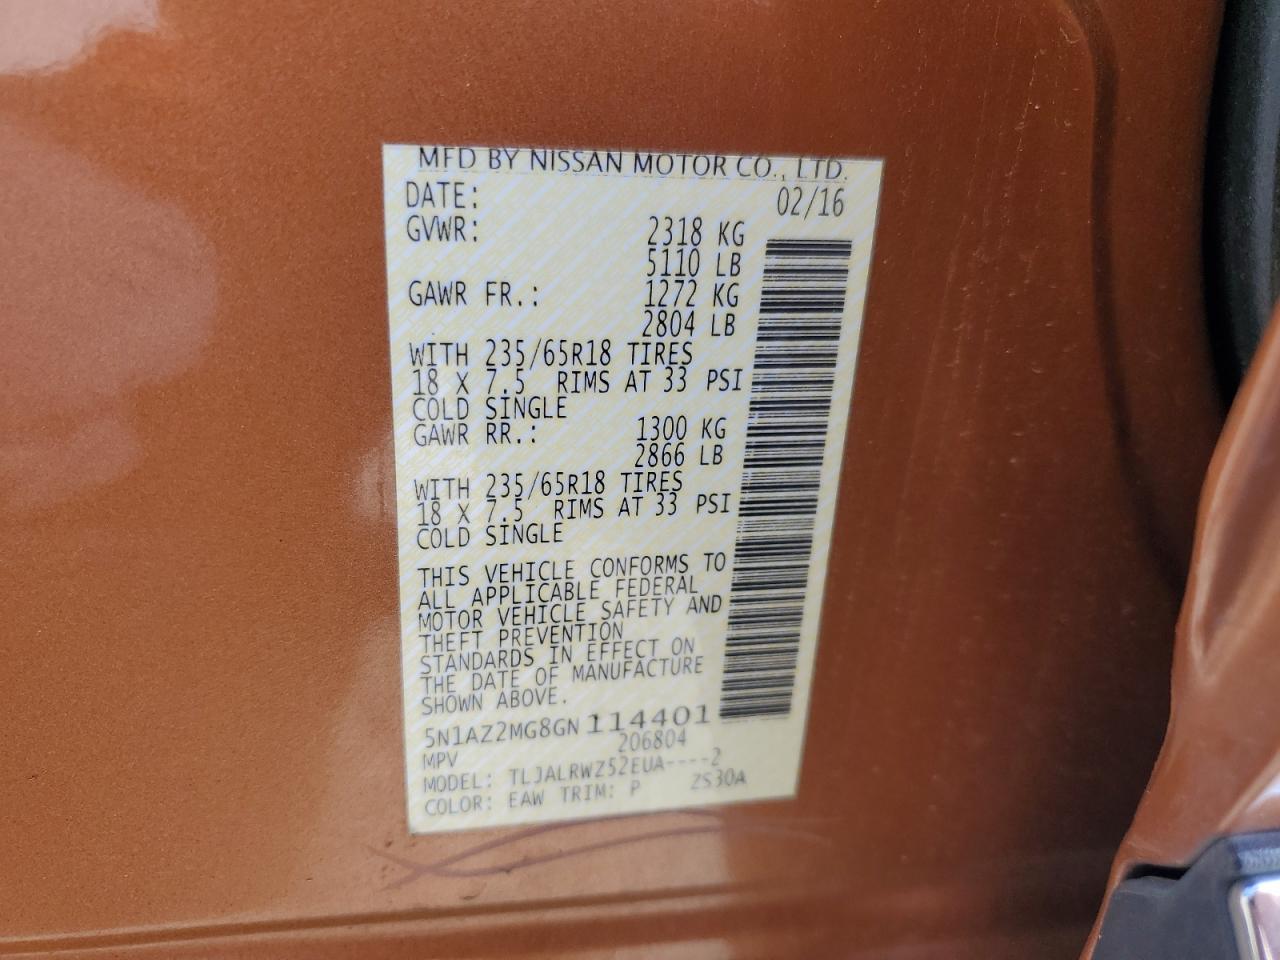 MFD BY NISSAN MOTOR CO., LTD.
DATE: 02/16
GVWR: 2318 KG
5110 LB
GAWR FR.: 1272 KG
2804 LB
WITH 235/65R18 TIRES
18 X 7.5 RIMS AT 33 PSI
COLD SINGLE
GAWR RR.: 1300 KG
2866 LB
WITH 235/65R18 TIRES
18 X 7.5 RIMS AT 33 PSI
COLD SINGLE
THIS VEHICLE CONFORMS TO
ALL APPLICABLE FEDERAL
MOTOR VEHICLE SAFETY AND
THEFT PREVENTION
STANDARDS IN EFFECT ON
THE DATE OF MANUFACTURE
SHOWN ABOVE.
5N1AZ2MG8GN114401
MPV 206804
MODEL: TLJALRWZ52EUA----2
COLOR: EAW TRIM: P ZS30A